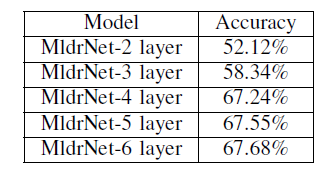 Model Accuracy
MldrNet-2 layer 52.12%
MldrNet-3 layer 58.34%
MldrNet-4 layer 67.24%
MldrNet-5 layer 67.55%
MldrNet-6 layer 67.68%